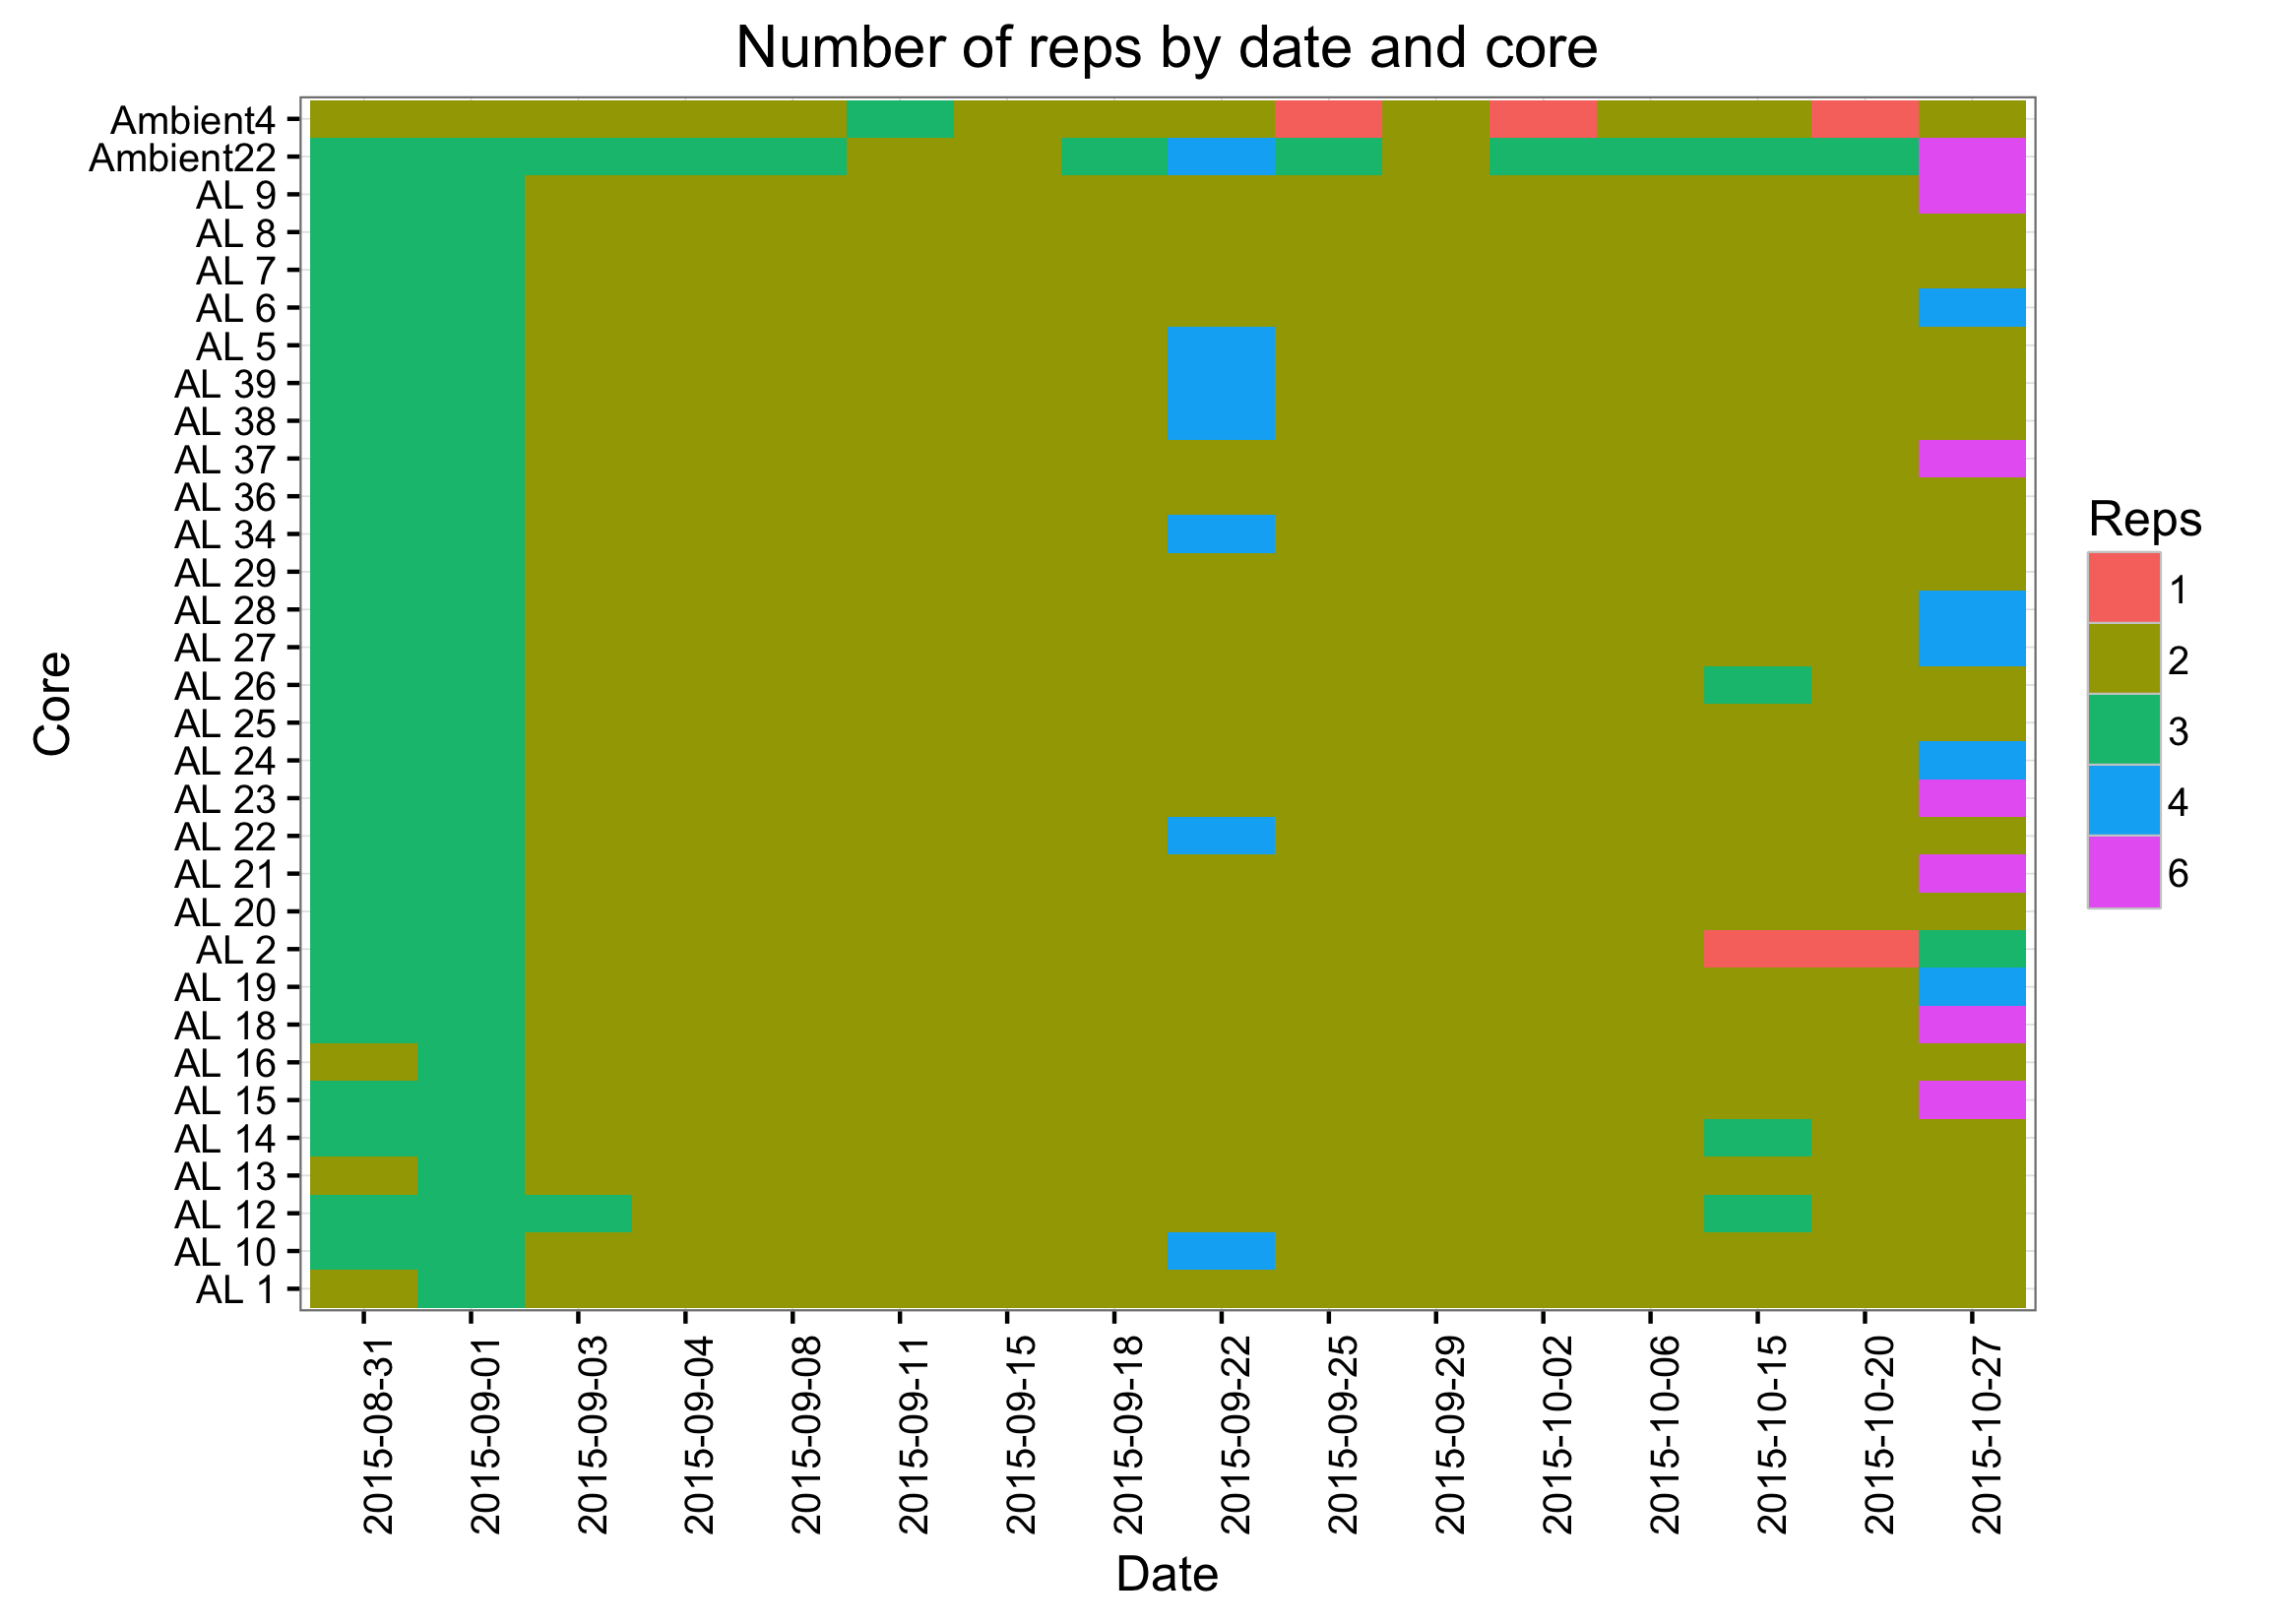 Number of reps by date and core
Ambient4
Ambient22
AL 9
AL 8
AL 7
AL 6
AL 5
AL 39
AL 38
AL 37
AL 36
AL 34
AL 29
AL 28
AL 27
AL 26
AL 25
AL 24
AL 23
AL 22
AL 21
AL 20
AL 2
AL 19
AL 18
AL 16
AL 15
AL 14
AL 13
AL 12
AL 10
AL 1
Core
2015-08-31
2015-09-01
2015-09-03
2015-09-04
2015-09-08
2015-09-11
2015-09-15
2015-09-18
2015-09-22
2015-09-25
2015-09-29
2015-10-02
2015-10-06
2015-10-15
2015-10-20
2015-10-27
Date
Reps
1
2
3
4
6